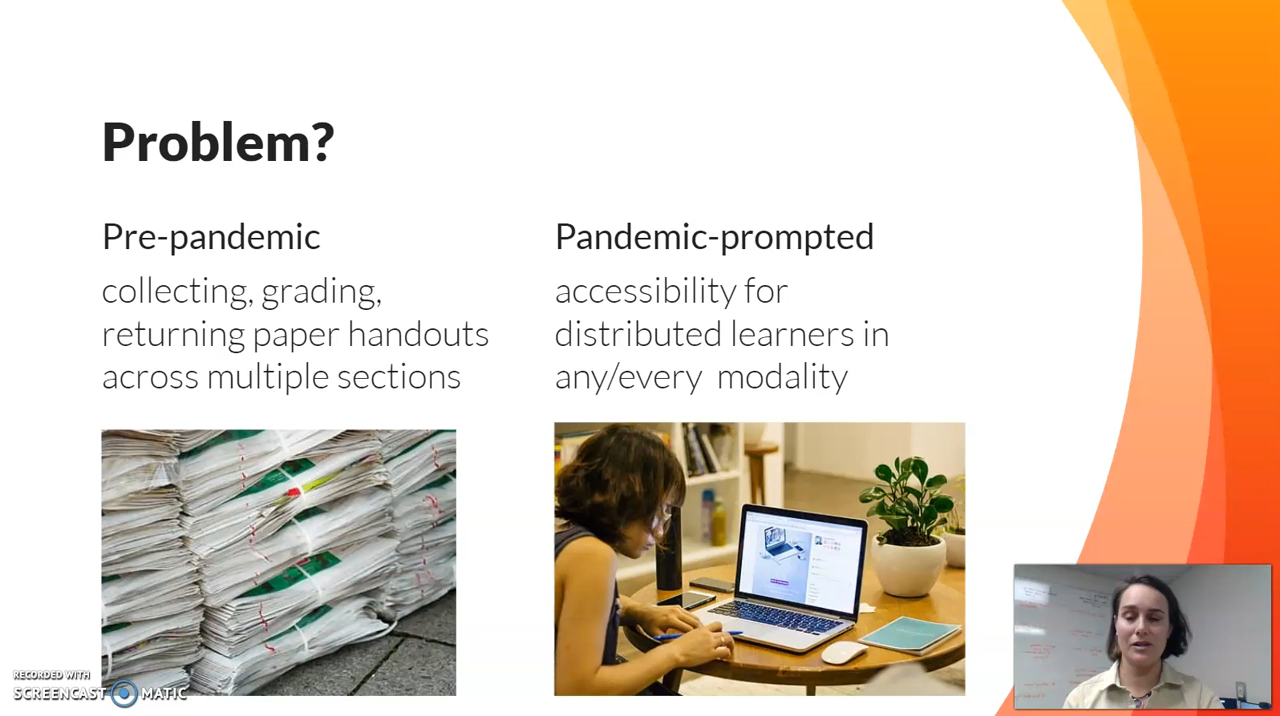 Problem?
Pre-pandemic
collecting, grading,
returning paper handouts
across multiple sections
Pandemic-prompted
accessibility for
distributed learners in
any/every  modality
RECORDED WITH
SCREENCAST MATIC